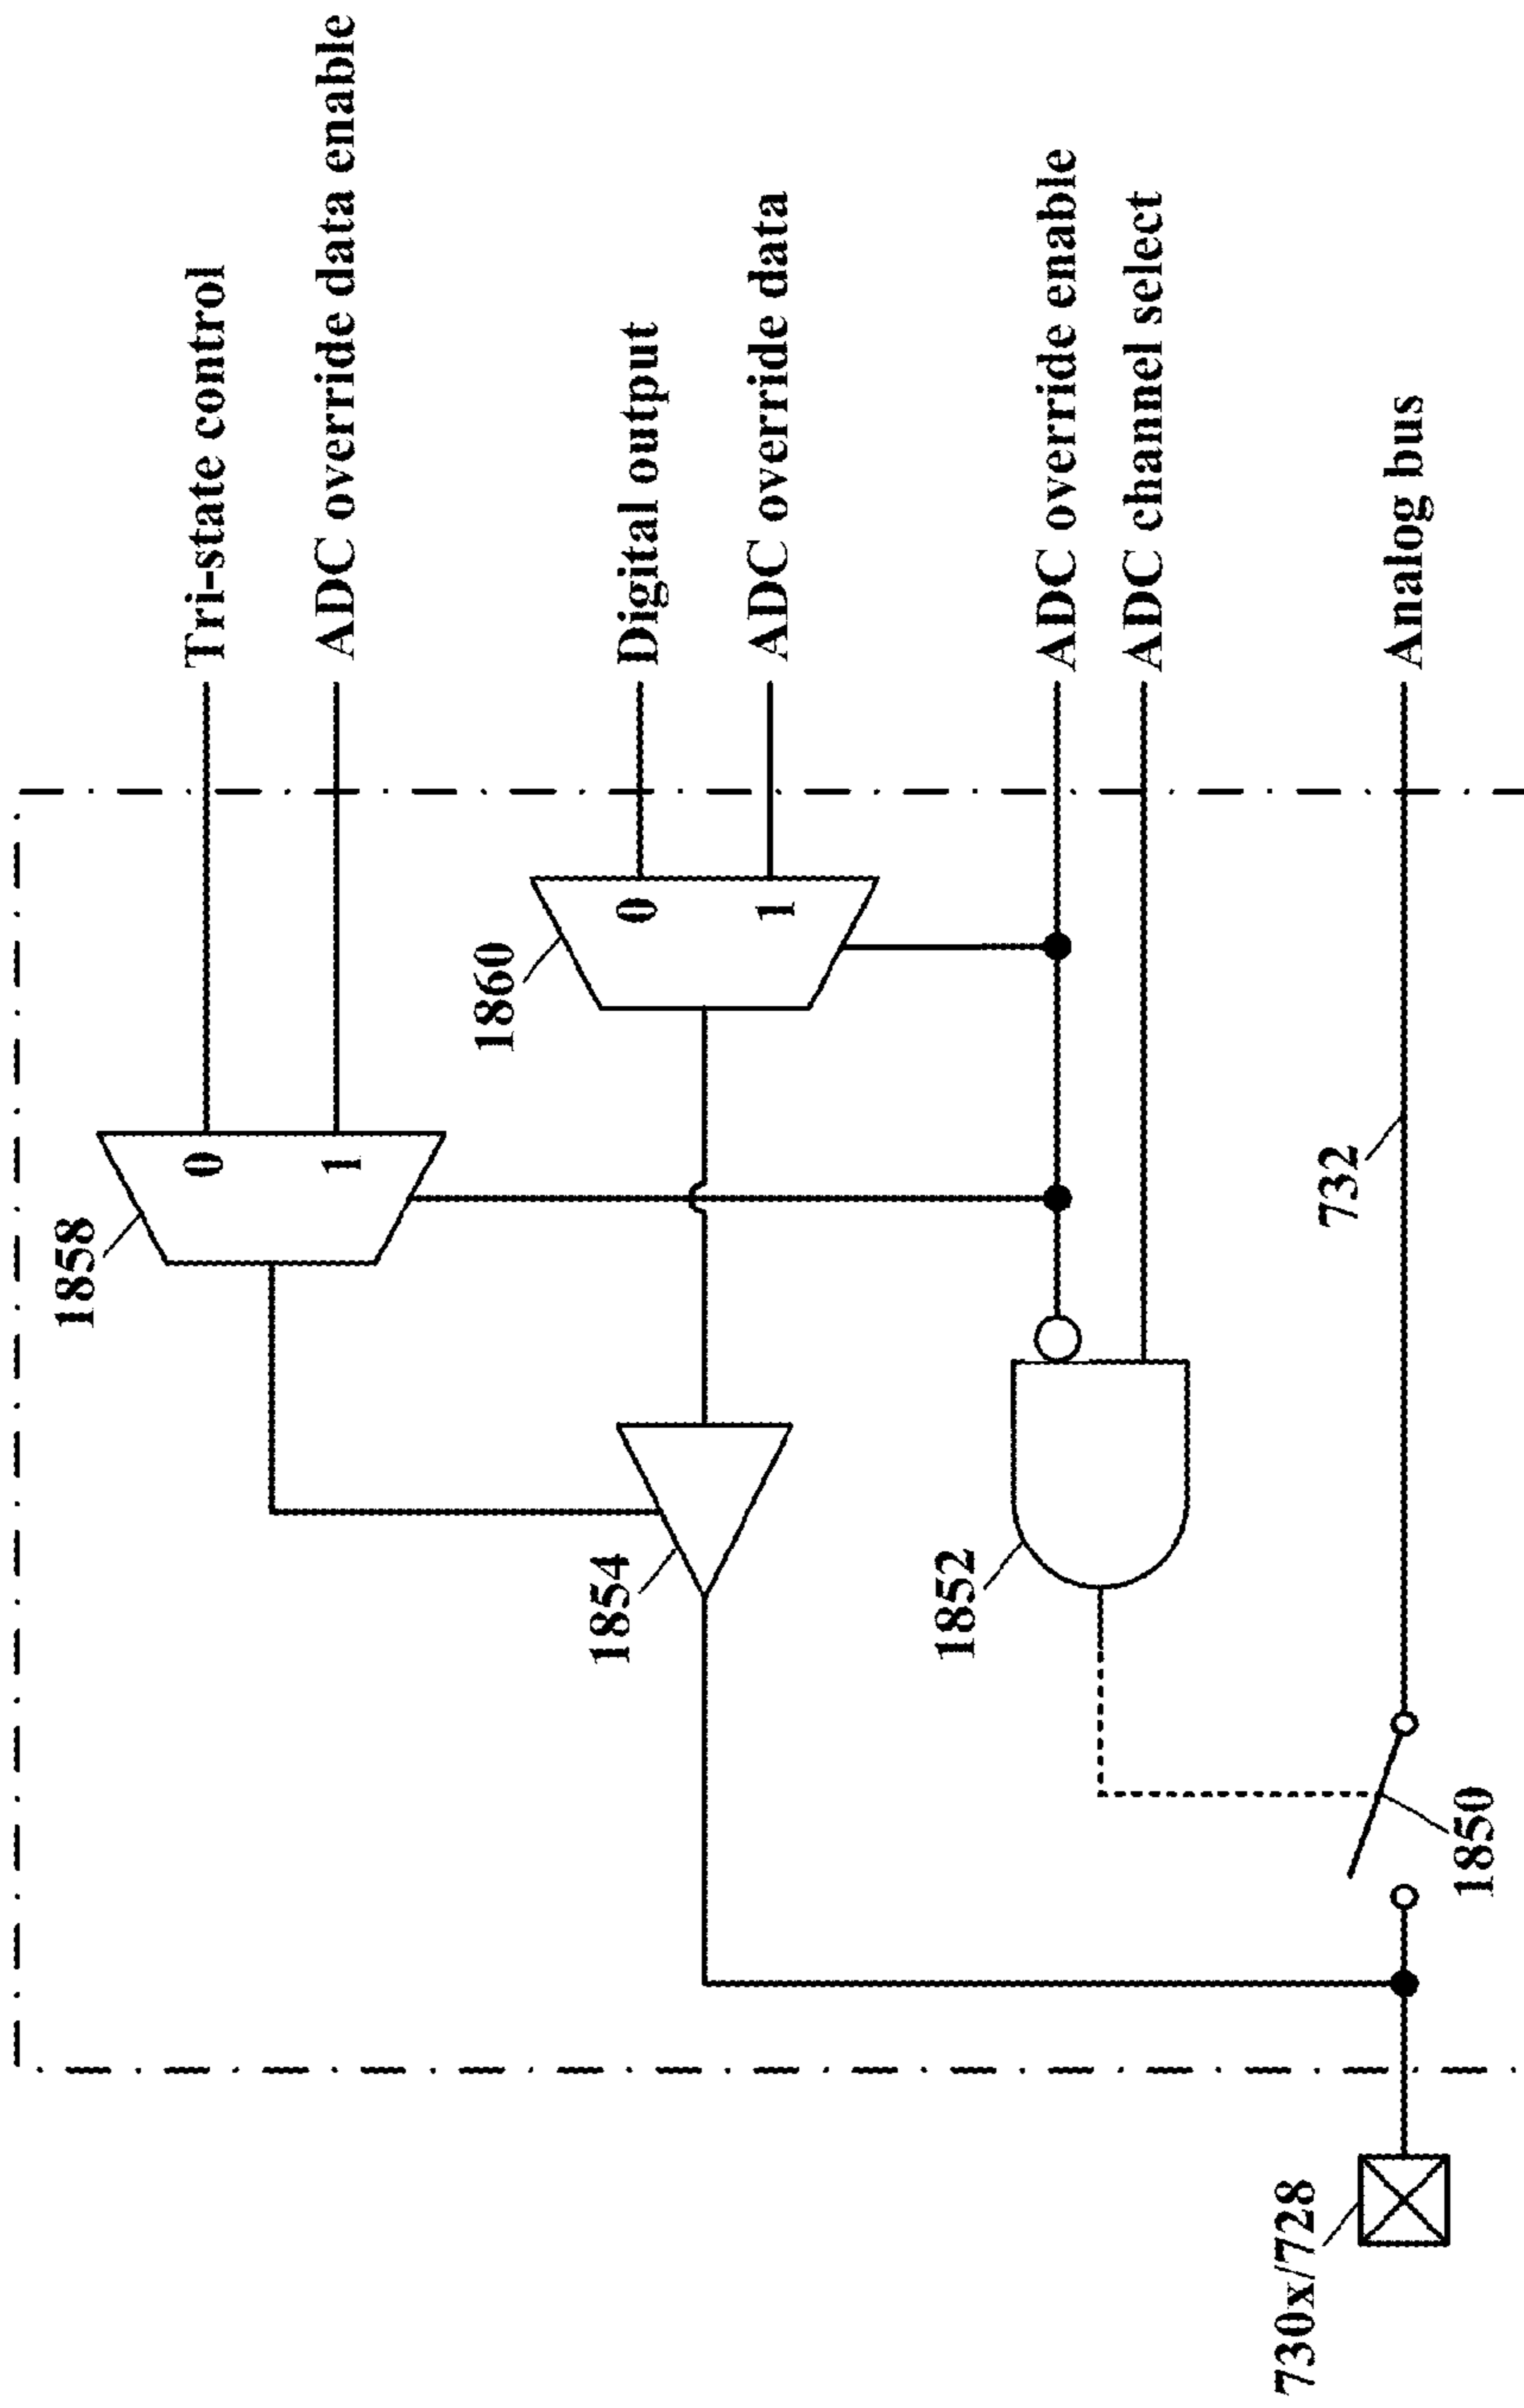 Tri-state control
ADC override data enable
Digital output
ADC override data
ADC override enable
ADC channel select
Analog bus
1858
0
1
1860
0
1
1854
1852
732
1850
730x/728